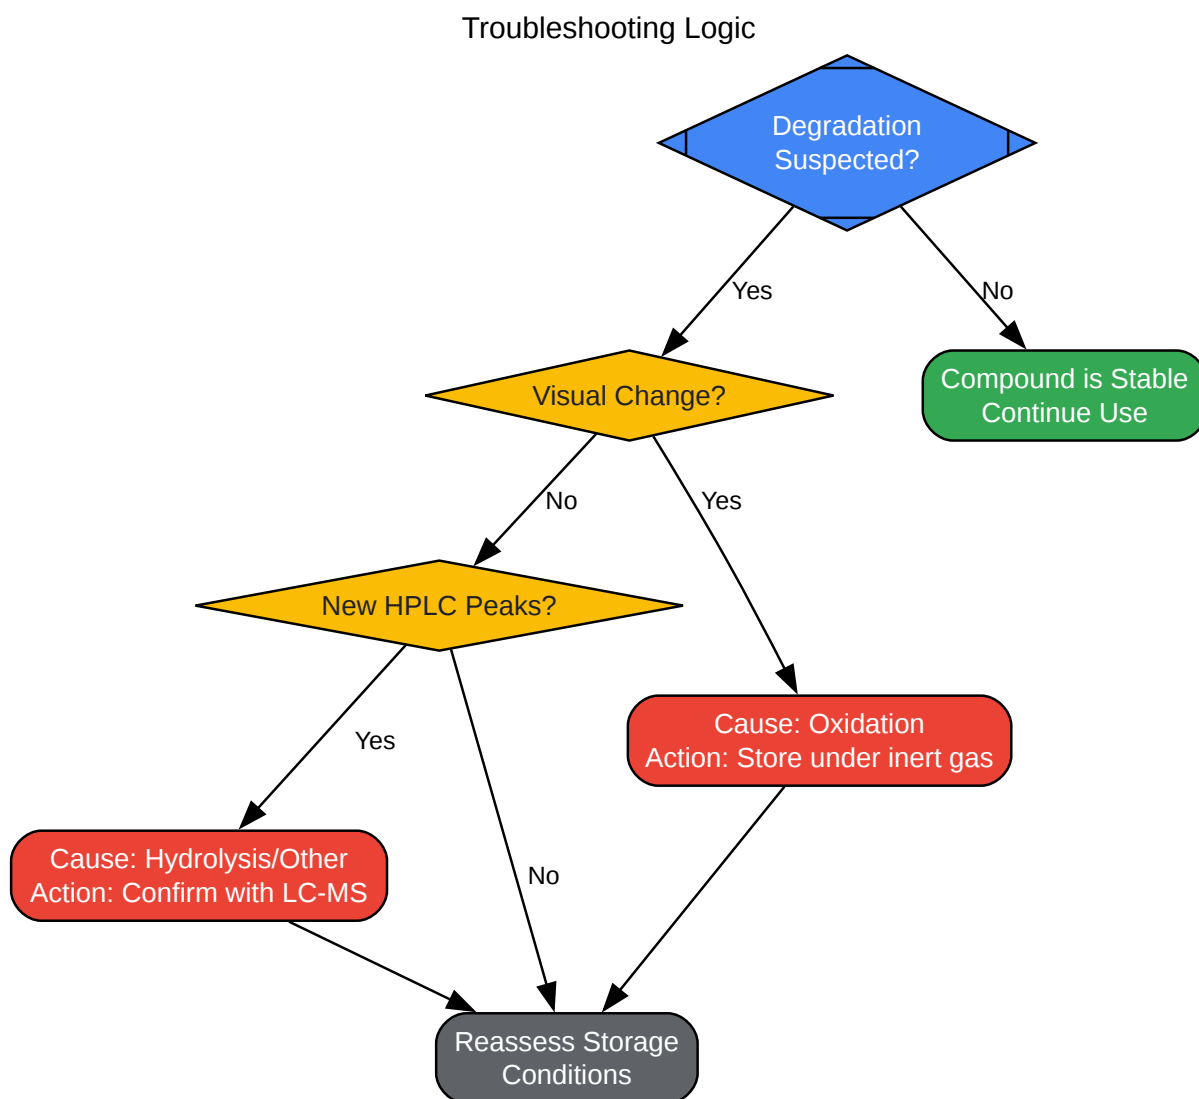 Troubleshooting Logic
Degradation
Suspected?
Yes
No
Visual Change?
Compound is Stable
Continue Use
No
Yes
New HPLC Peaks?
Yes
Cause: Oxidation
Action: Store under inert gas
No
Cause: Hydrolysis/Other
Action: Confirm with LC-MS
Reassess Storage
Conditions